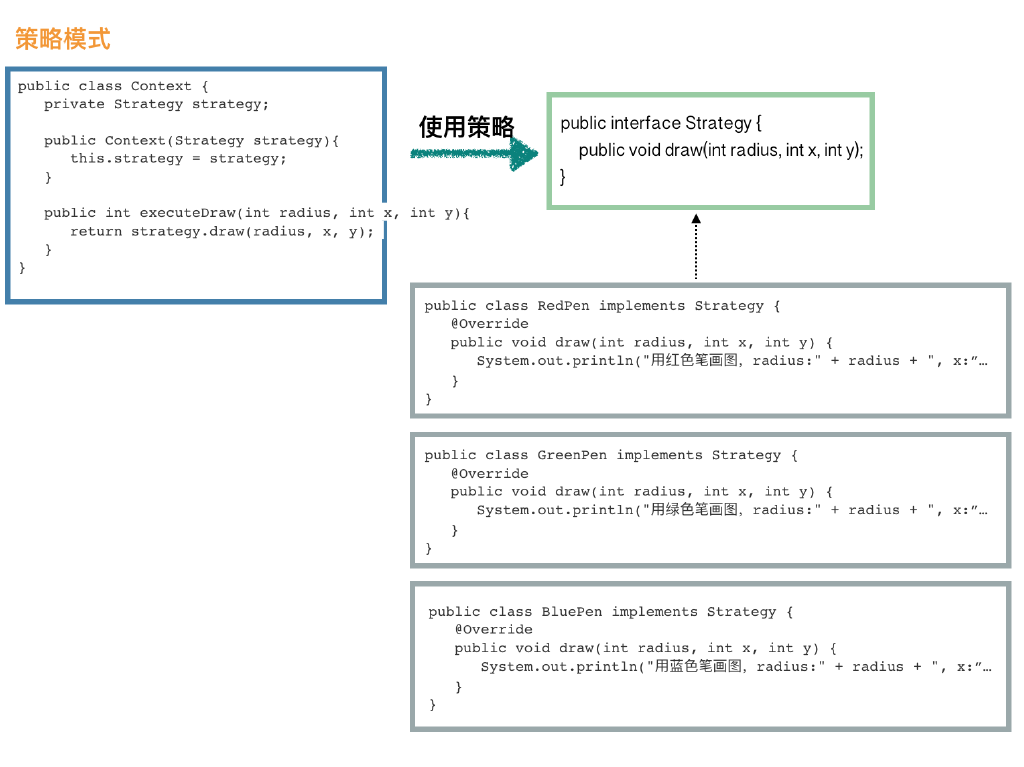 策略模式
public class Context {
private Strategy strategy;
public Context(Strategy strategy){
this.strategy = strategy;
}
public int executeDraw(int radius, int x, int y){
return strategy.draw(radius, x, y);
}
}
使用策略
public interface Strategy {
public void draw(int radius, int x, int y);
}
public class RedPen implements Strategy {
@Override
public void draw(int radius, int x, int y) {
System.out.println("用红色笔画图，radius:" + radius + ", x:”…
}
}
public class GreenPen implements Strategy {
@Override
public void draw(int radius, int x, int y) {
System.out.println("用绿色笔画图，radius:" + radius + ", x:”…
}
}
public class BluePen implements Strategy {
@Override
public void draw(int radius, int x, int y) {
System.out.println("用蓝色笔画图，radius:" + radius + ", x:”…
}
}